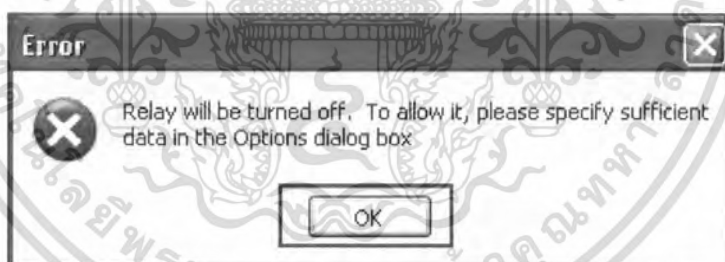 Error
Relay will be turned off. To allow it, please specify sufficient
data in the Options dialog box
OK